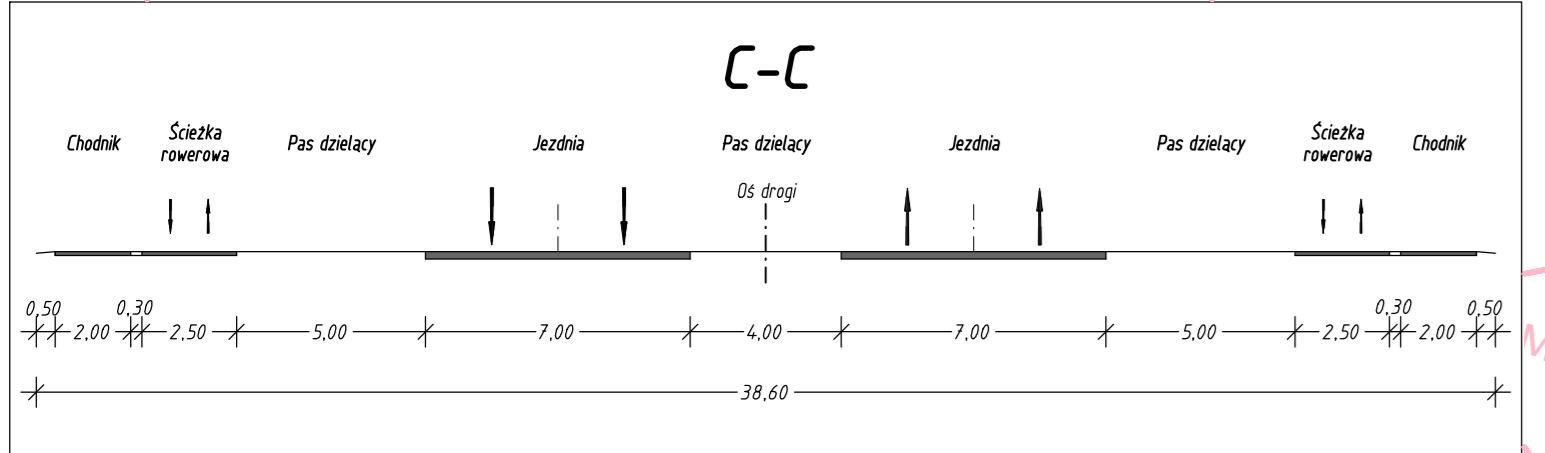 C-C
Chodnik
Ścieżka
rowerowa
Pas dzielący
Jezdnia
Pas dzielący
Jezdnia
Pas dzielący
Ścieżka
rowerowa
Chodnik
Oś drogi
0,50
2,00
0,30
2,50
5,00
7,00
4,00
7,00
5,00
2,50
0,30
2,00
0,50
38,60